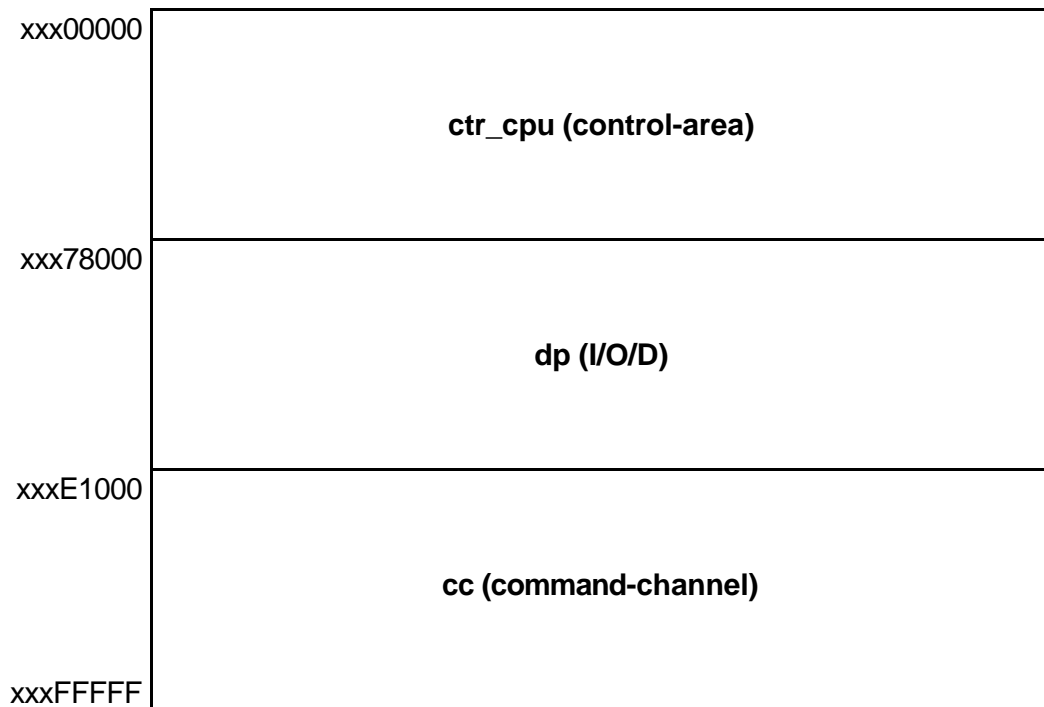 xxx00000
ctr_cpu (control-area)
xxx78000
dp (I/O/D)
xxxE1000
cc (command-channel)
xxxFFFFF